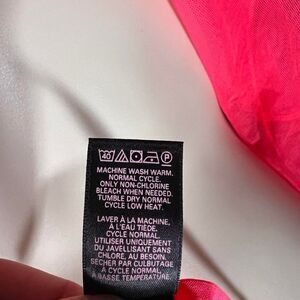 40 P
MACHINE WASH WARM.
NORMAL CYCLE.
ONLY NON-CHLORINE
BLEACH WHEN NEEDED.
TUMBLE DRY NORMAL
CYCLE LOW HEAT.
LAVER À LA MACHINE.
À L'EAU TIÈDE.
CYCLE NORMAL.
UTILISER UNIQUEMENT
DU JAVELLISANT SANS
CHLORE, AU BESOIN.
SÉCHER PAR CULBUTAGE
À CYCLE NORMAL,
À BASSE TEMPÉRATURE.